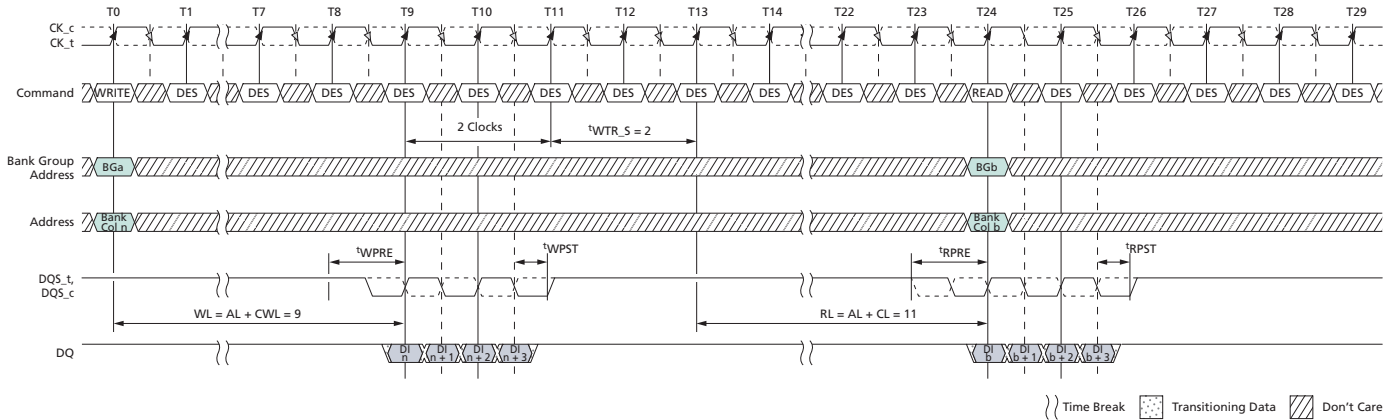 T0 T1 T7 T8 T9 T10 T11 T12 T13 T14 T22 T23 T24 T25 T26 T27 T28 T29
CK_c
CK_t
Command WRITE DES DES DES DES DES DES DES DES DES DES DES READ DES DES DES DES DES
2 Clocks tWTR_S = 2
Bank Group
Address
BGa BGb
Address
Bank
Col n
Bank
Col b
tWPRE tWPST tRPRE tRPST
DQS_t,
DQS_c
WL = AL + CWL = 9 RL = AL + CL = 11
DQ
DI
n
DI
n + 1
DI
n + 2
DI
n + 3
DI
b
DI
b + 1
DI
b + 2
DI
b + 3
Time Break Transitioning Data Don't Care